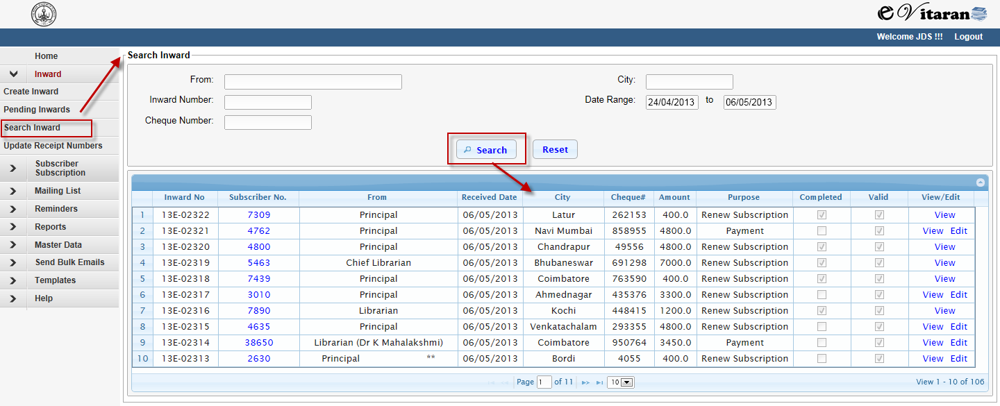 e Vitaran
Welcome JDS !!! Logout
Home
Inward
Create Inward
Pending Inwards
Search Inward
Update Receipt Numbers
Subscriber
Subscription
Mailing List
Reminders
Reports
Master Data
Send Bulk Emails
Templates
Help
Search Inward
From: City:
Inward Number: Date Range: 24/04/2013 to 06/05/2013
Cheque Number:
Search Reset
Inward No Subscriber No. From Received Date City Cheque# Amount Purpose Completed Valid View/Edit
1 13E-02322 7309 Principal 06/05/2013 Latur 262153 400.0 Renew Subscription View
2 13E-02321 4762 Principal 06/05/2013 Navi Mumbai 858955 4800.0 Payment View Edit
3 13E-02320 4800 Principal 06/05/2013 Chandrapur 49556 4800.0 Renew Subscription View
4 13E-02319 5463 Chief Librarian 06/05/2013 Bhubaneswar 691298 7000.0 Renew Subscription View
5 13E-02318 7439 Principal 06/05/2013 Coimbatore 763590 400.0 Renew Subscription View
6 13E-02317 3010 Principal 06/05/2013 Ahmednagar 435376 3300.0 Renew Subscription View Edit
7 13E-02316 7890 Librarian 06/05/2013 Kochi 448415 1200.0 Renew Subscription View
8 13E-02315 4635 Principal 06/05/2013 Venkatachalam 293355 4800.0 Renew Subscription View Edit
9 13E-02314 38650 Librarian (Dr K Mahalakshmi) 06/05/2013 Coimbatore 950764 3450.0 Payment View Edit
10 13E-02313 2630 Principal ** 06/05/2013 Bordi 4055 400.0 Renew Subscription View Edit
Page 1 of 11 10 View 1 - 10 of 106